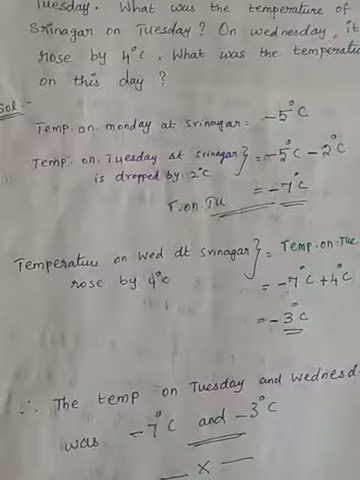 Tuesday. What was the temperature of
Srinagar on Tuesday? On wednesday, it
rose by 4°C. What was the temperatu
on this day?
Sol:-
Temp. on. monday at srinagar = -5°C
Temp. on. Tuesday at srinagar } = -5°C - 2°C
is dropped by 2°C
= -7°C
T. on. Tu
Temperature on Wed at Srinagar } = Temp. on. Tue
rose by 4°C
= -7°C + 4°C
= -3°C
∴ The temp on Tuesday and Wednesd
was -7°C and -3°C
— x —